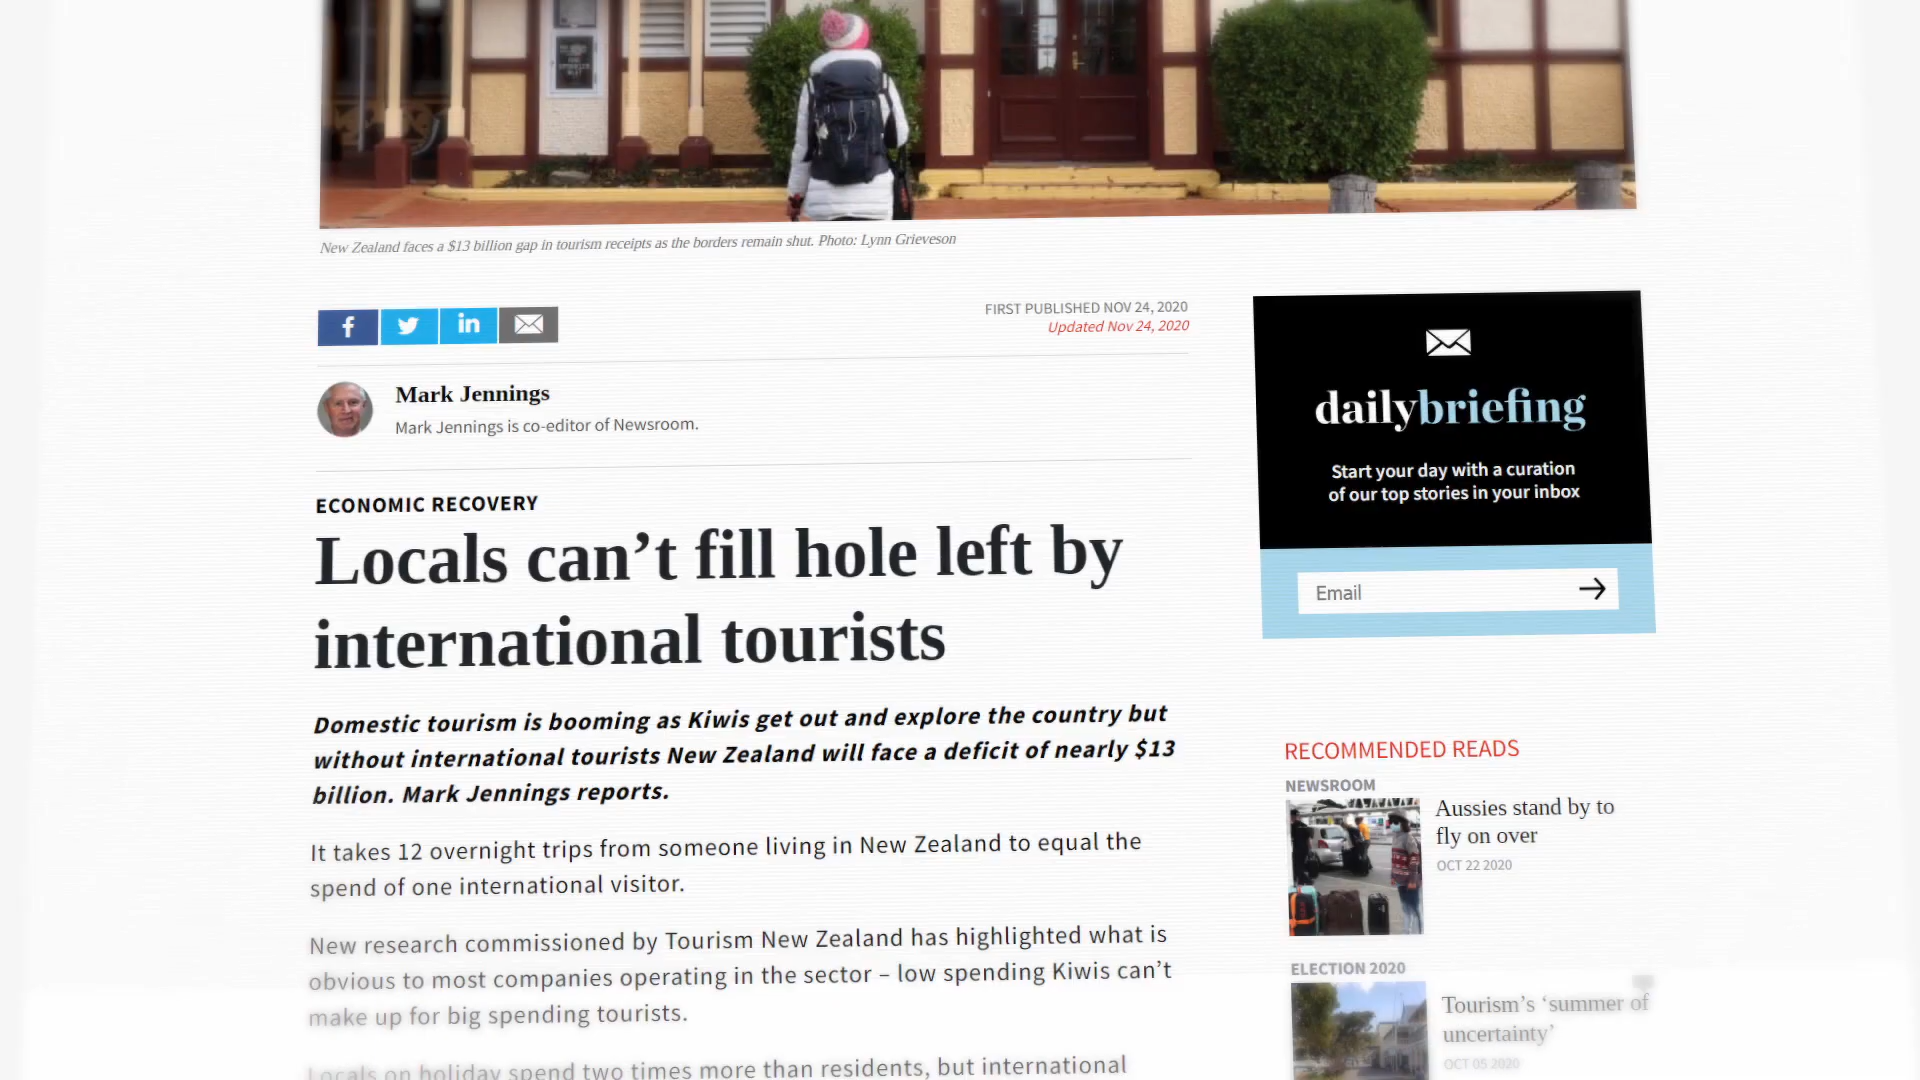 New Zealand faces a $13 billion gap in tourism receipts as the borders remain shut. Photo: Lynn Grieveson
FIRST PUBLISHED NOV 24, 2020
Updated Nov 24, 2020
Mark Jennings
Mark Jennings is co-editor of Newsroom.
ECONOMIC RECOVERY
Locals can’t fill hole left by
international tourists
Domestic tourism is booming as Kiwis get out and explore the country but
without international tourists New Zealand will face a deficit of nearly $13
billion. Mark Jennings reports.
It takes 12 overnight trips from someone living in New Zealand to equal the
spend of one international visitor.
New research commissioned by Tourism New Zealand has highlighted what is
obvious to most companies operating in the sector – low spending Kiwis can’t
make up for big spending tourists.
Locals on holiday spend two times more than residents, but international
dailybriefing
Start your day with a curation
of our top stories in your inbox
Email
RECOMMENDED READS
NEWSROOM
Aussies stand by to
fly on over
OCT 22 2020
ELECTION 2020
Tourism’s ‘summer of
uncertainty’
OCT 05 2020